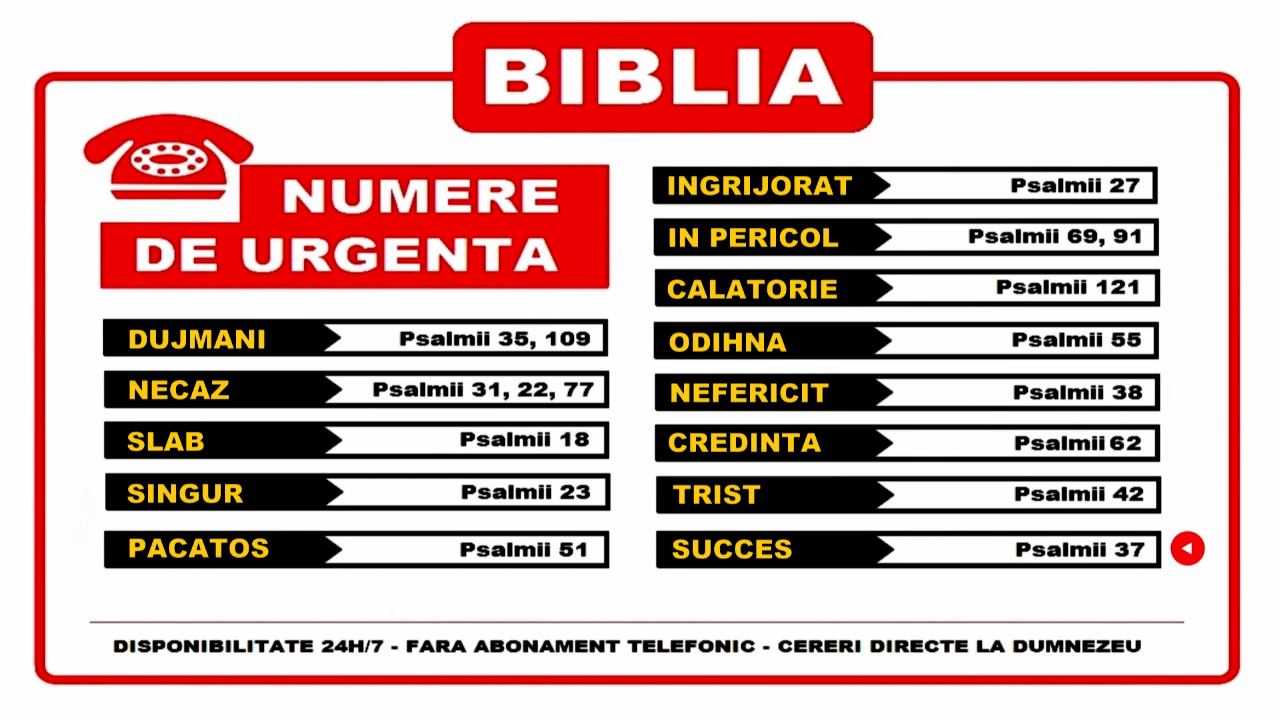 BIBLIA
NUMERE
DE URGENTA
DUJMANI Psalmii 35, 109
NECAZ Psalmii 31, 22, 77
SLAB Psalmii 18
SINGUR Psalmii 23
PACATOS Psalmii 51
INGRIJORAT Psalmii 27
IN PERICOL Psalmii 69, 91
CALATORIE Psalmii 121
ODIHNA Psalmii 55
NEFERICIT Psalmii 38
CREDINTA Psalmii 62
TRIST Psalmii 42
SUCCES Psalmii 37
DISPONIBILITATE 24H/7 - FARA ABONAMENT TELEFONIC - CERERI DIRECTE LA DUMNEZEU